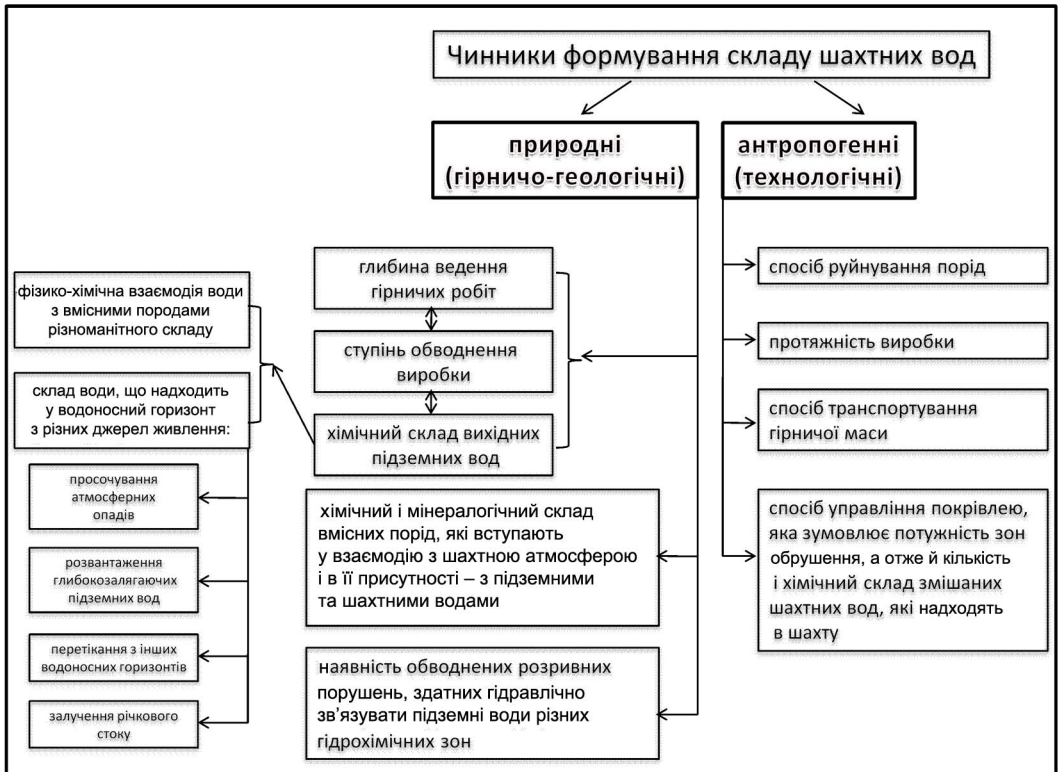 Чинники формування складу шахтних вод
природні
(гірничо-геологічні)
антропогенні
(технологічні)
глибина ведення
гірничих робіт
ступінь обводнення
виробки
хімічний склад вихідних
підземних вод
фізико-хімічна взаємодія води
з вмісними породами
різноманітного складу
склад води, що надходить
у водоносний горизонт
з різних джерел живлення:
просочування
атмосферних
опадів
розвантаження
глибокозалягаючих
підземних вод
перетікання з інших
водоносних горизонтів
залучення річкового
стоку
хімічний і мінералогічний склад
вмісних порід, які вступають
у взаємодію з шахтною атмосферою
і в її присутності – з підземними
та шахтними водами
наявність обводнених розривних
порушень, здатних гідравлічно
зв’язувати підземні води різних
гідрохімічних зон
спосіб руйнування порід
протяжність виробки
спосіб транспортування
гірничої маси
спосіб управління покрівлею,
яка зумовлює потужність зон
обрушення, а отже й кількість
і хімічний склад змішаних
шахтних вод, які надходять
в шахту